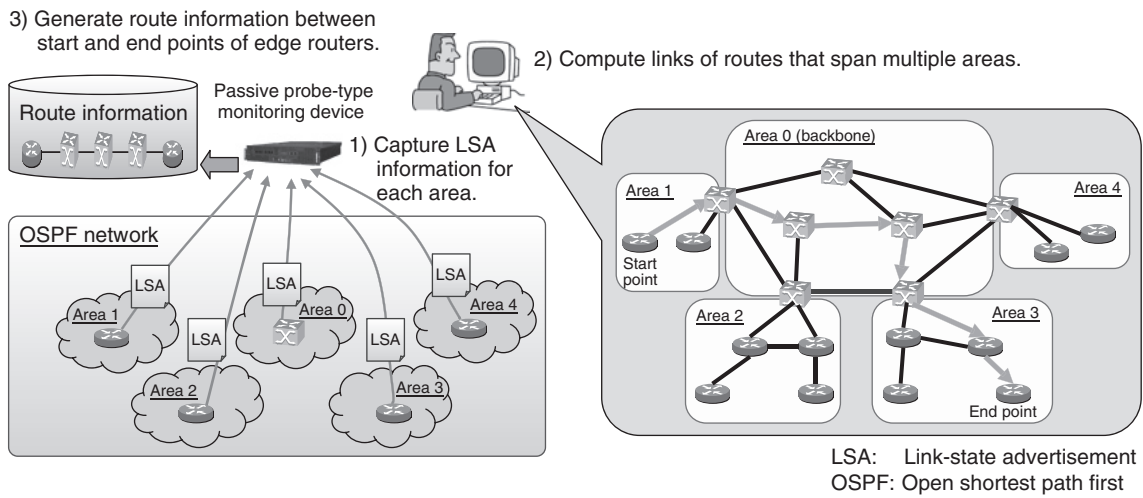 3) Generate route information between
start and end points of edge routers.
Route information
Passive probe-type
monitoring device
1) Capture LSA
information for
each area.
2) Compute links of routes that span multiple areas.
OSPF network
LSA
Area 1
LSA
Area 2
LSA
Area 0
LSA
Area 3
LSA
Area 4
Area 0 (backbone)
Area 1
Start
point
Area 4
Area 2
Area 3
End point
LSA: Link-state advertisement
OSPF: Open shortest path first